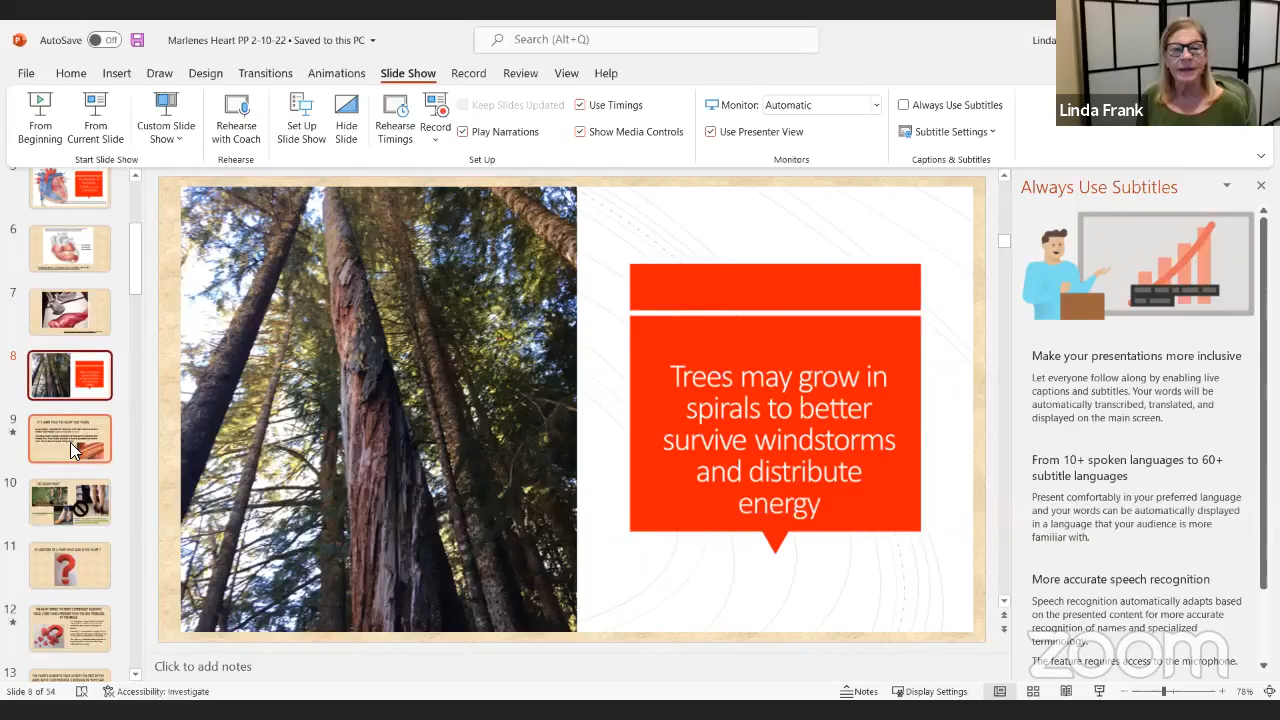 AutoSave Off Marlenes Heart PP 2-10-22 • Saved to this PC Search (Alt+Q) Linda
File Home Insert Draw Design Transitions Animations Slide Show Record Review View Help
Linda Frank
From Beginning
From Current Slide
Custom Slide Show
Rehearse with Coach
Set Up Slide Show
Hide Slide
Rehearse Timings
Record
Keep Slides Updated
Play Narrations
Use Timings
Show Media Controls
Monitor: Automatic
Use Presenter View
Always Use Subtitles
Subtitle Settings
Start Slide Show Rehearse Set Up Monitors Captions & Subtitles
6
7
8
9
10
11
12
13
Trees may grow in
spirals to better
survive windstorms
and distribute
energy
Always Use Subtitles
Make your presentations more inclusive
Let everyone follow along by enabling live
captions and subtitles. Your words will be
automatically transcribed, translated, and
displayed on the main screen.
From 10+ spoken languages to 60+
subtitle languages
Present comfortably in your preferred language
and your words can be automatically displayed
in a language that your audience is more
familiar with.
More accurate speech recognition
Speech recognition automatically adapts based
on the presented content for more accurate
recognition of names and specialized
terminology.
The feature requires access to the microphone.
zoom
Click to add notes
Slide 8 of 54 Accessibility: Investigate Notes Display Settings 78%